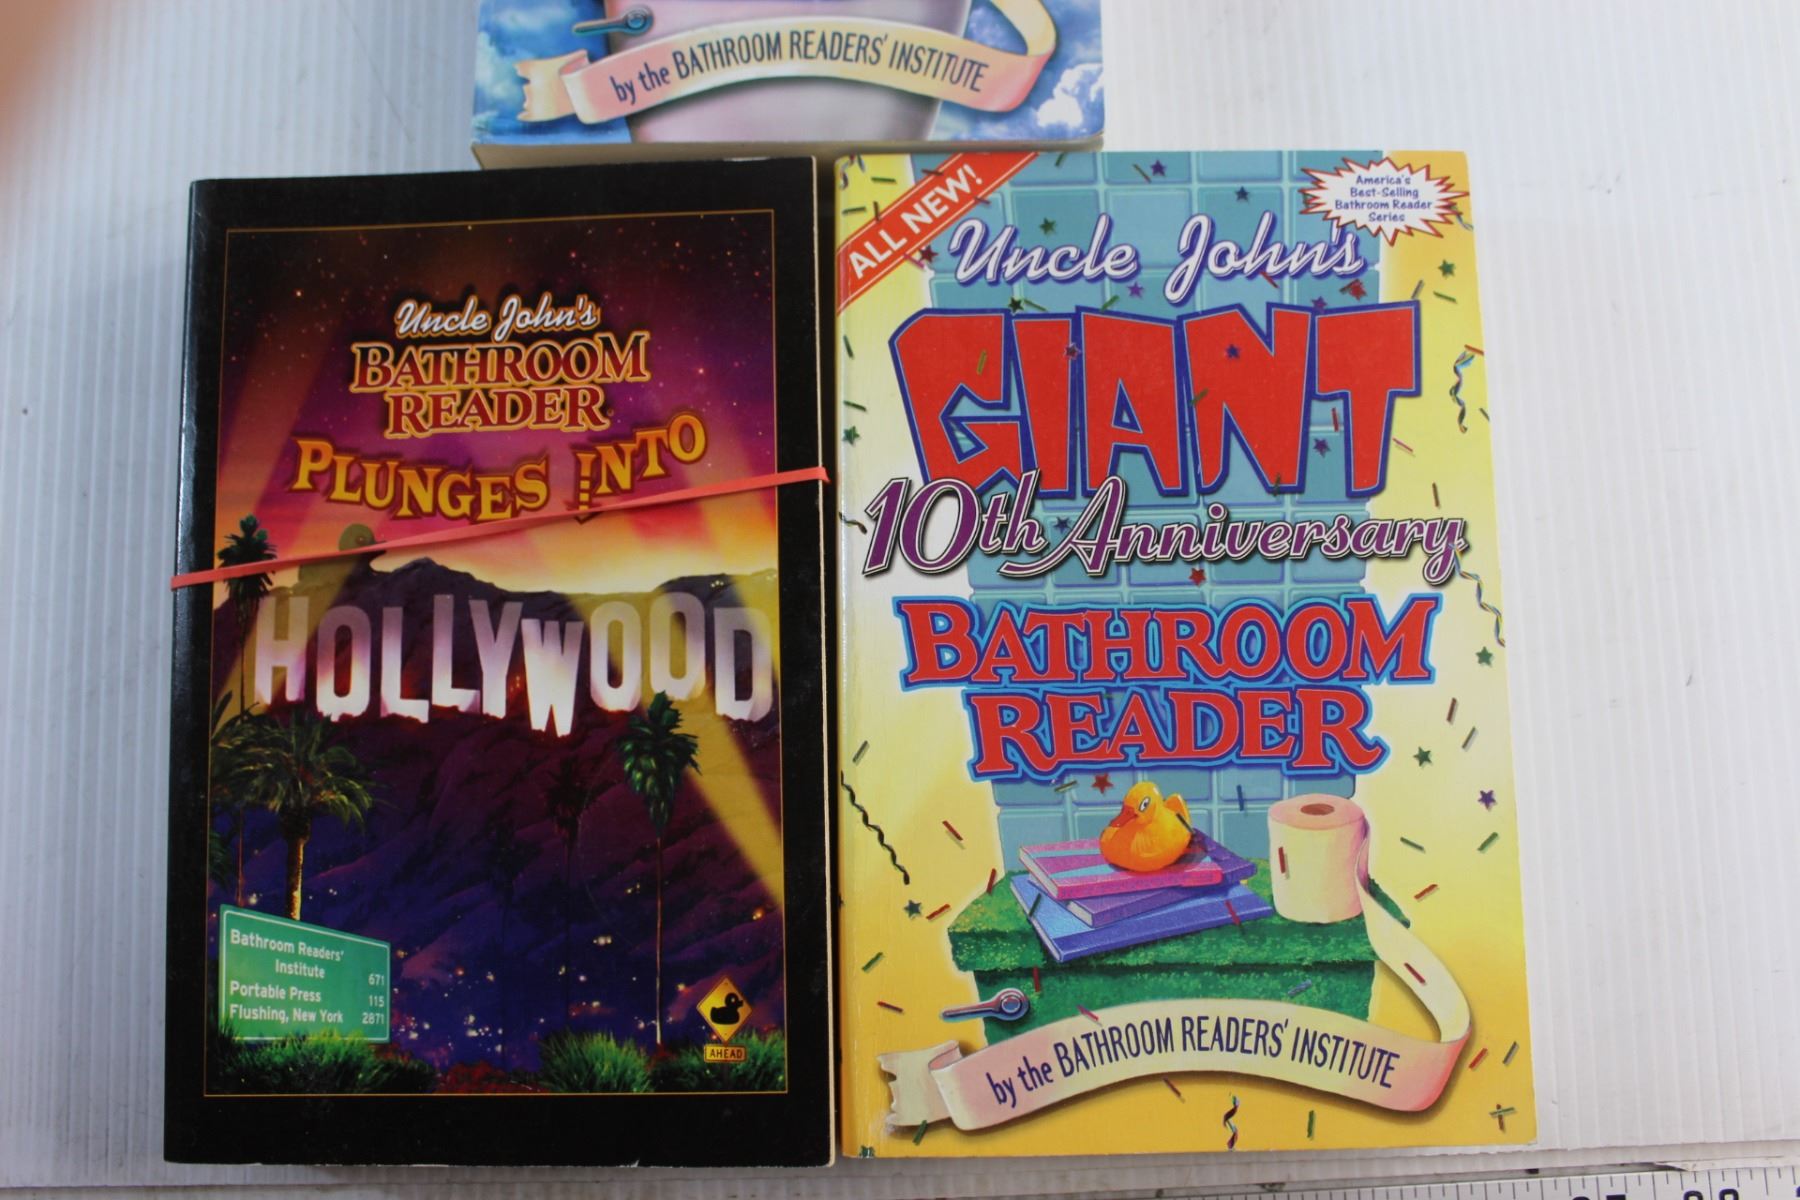 by the BATHROOM READERS' INSTITUTE
Uncle John's
BATHROOM
READER
PLUNGES INTO
HOLLYWOOD
Bathroom Readers'
Institute 671
Portable Press 115
Flushing, New York 2871
AHEAD
ALL NEW!
America's
Best-Selling
Bathroom Reader
Series
Uncle John's
GIANT
10th Anniversary
BATHROOM
READER
by the BATHROOM READERS' INSTITUTE